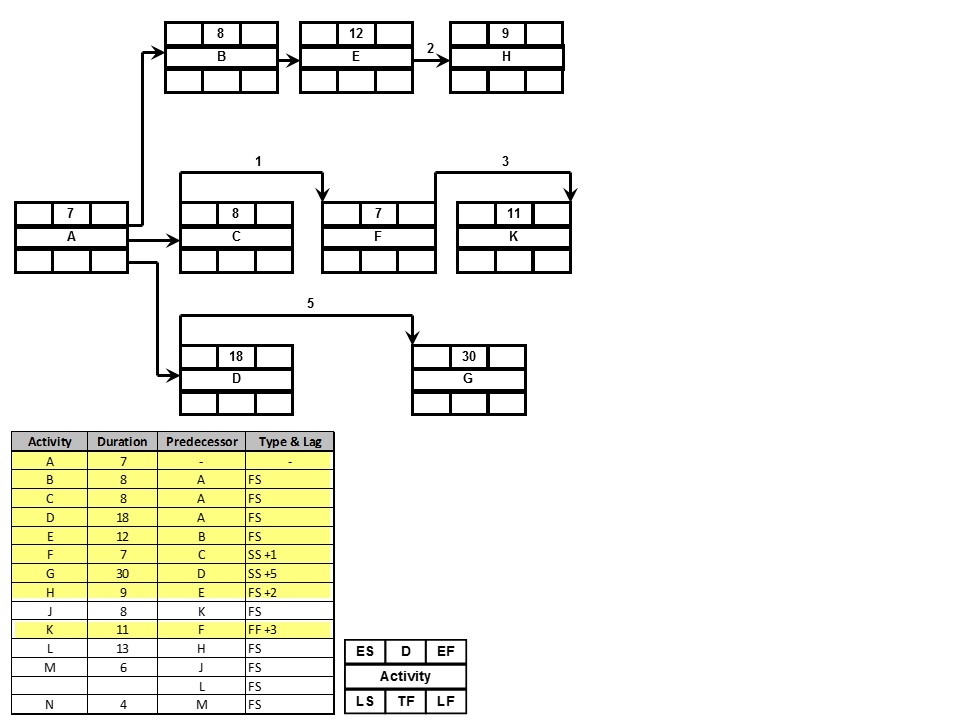 8 12 9
B E 2 H
1 3
7 8 7 11
A C F K
5
18 30
D G
Activity Duration Predecessor Type & Lag
A 7 - -
B 8 A FS
C 8 A FS
D 18 A FS
E 12 B FS
F 7 C SS +1
G 30 D SS +5
H 9 E FS +2
J 8 K FS
K 11 F FF +3
L 13 H FS
M 6 J FS
L FS
N 4 M FS
ES D EF
Activity
LS TF LF